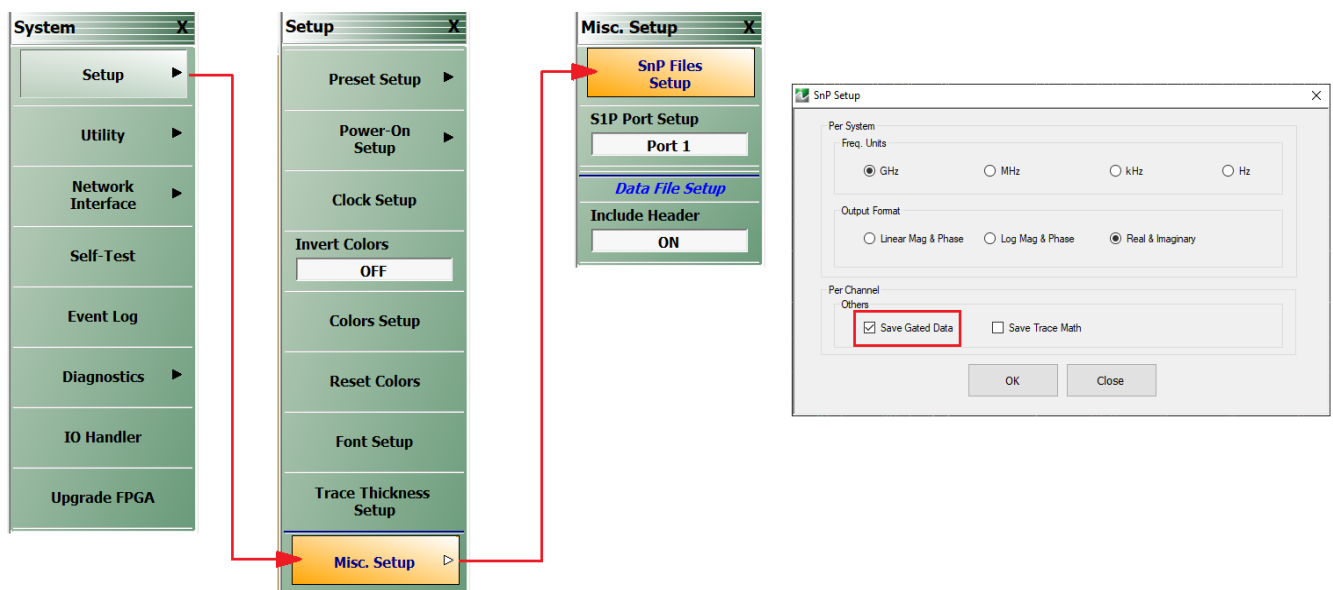 System X
Setup
Utility
Network
Interface
Self-Test
Event Log
Diagnostics
IO Handler
Upgrade FPGA
Setup X
Preset Setup
Power-On
Setup
Clock Setup
Invert Colors
OFF
Colors Setup
Reset Colors
Font Setup
Trace Thickness
Setup
Misc. Setup
Misc. Setup X
SnP Files
Setup
S1P Port Setup
Port 1
Data File Setup
Include Header
ON
SnP Setup
Per System
Freq. Units
GHz MHz kHz Hz
Output Format
Linear Mag & Phase Log Mag & Phase Real & Imaginary
Per Channel
Others
Save Gated Data Save Trace Math
OK Close